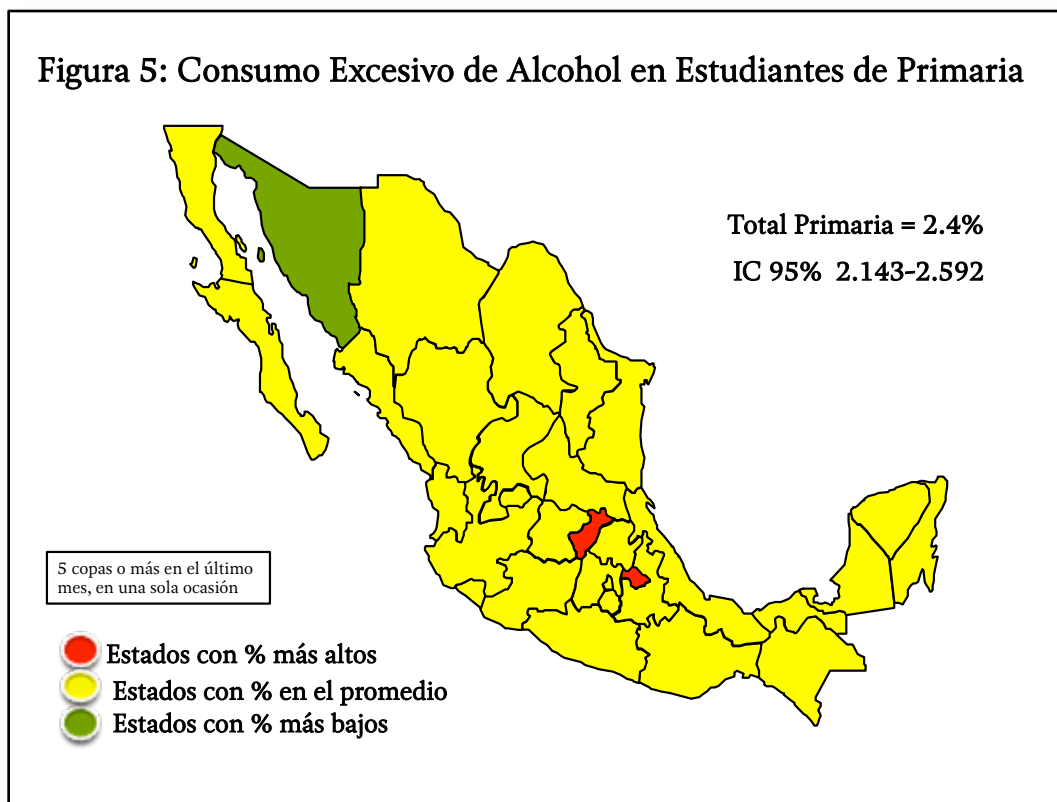 Figura 5: Consumo Excesivo de Alcohol en Estudiantes de Primaria
Total Primaria = 2.4%
IC 95%  2.143-2.592
5 copas o más en el último
mes, en una sola ocasión
Estados con % más altos
Estados con % en el promedio
Estados con % más bajos